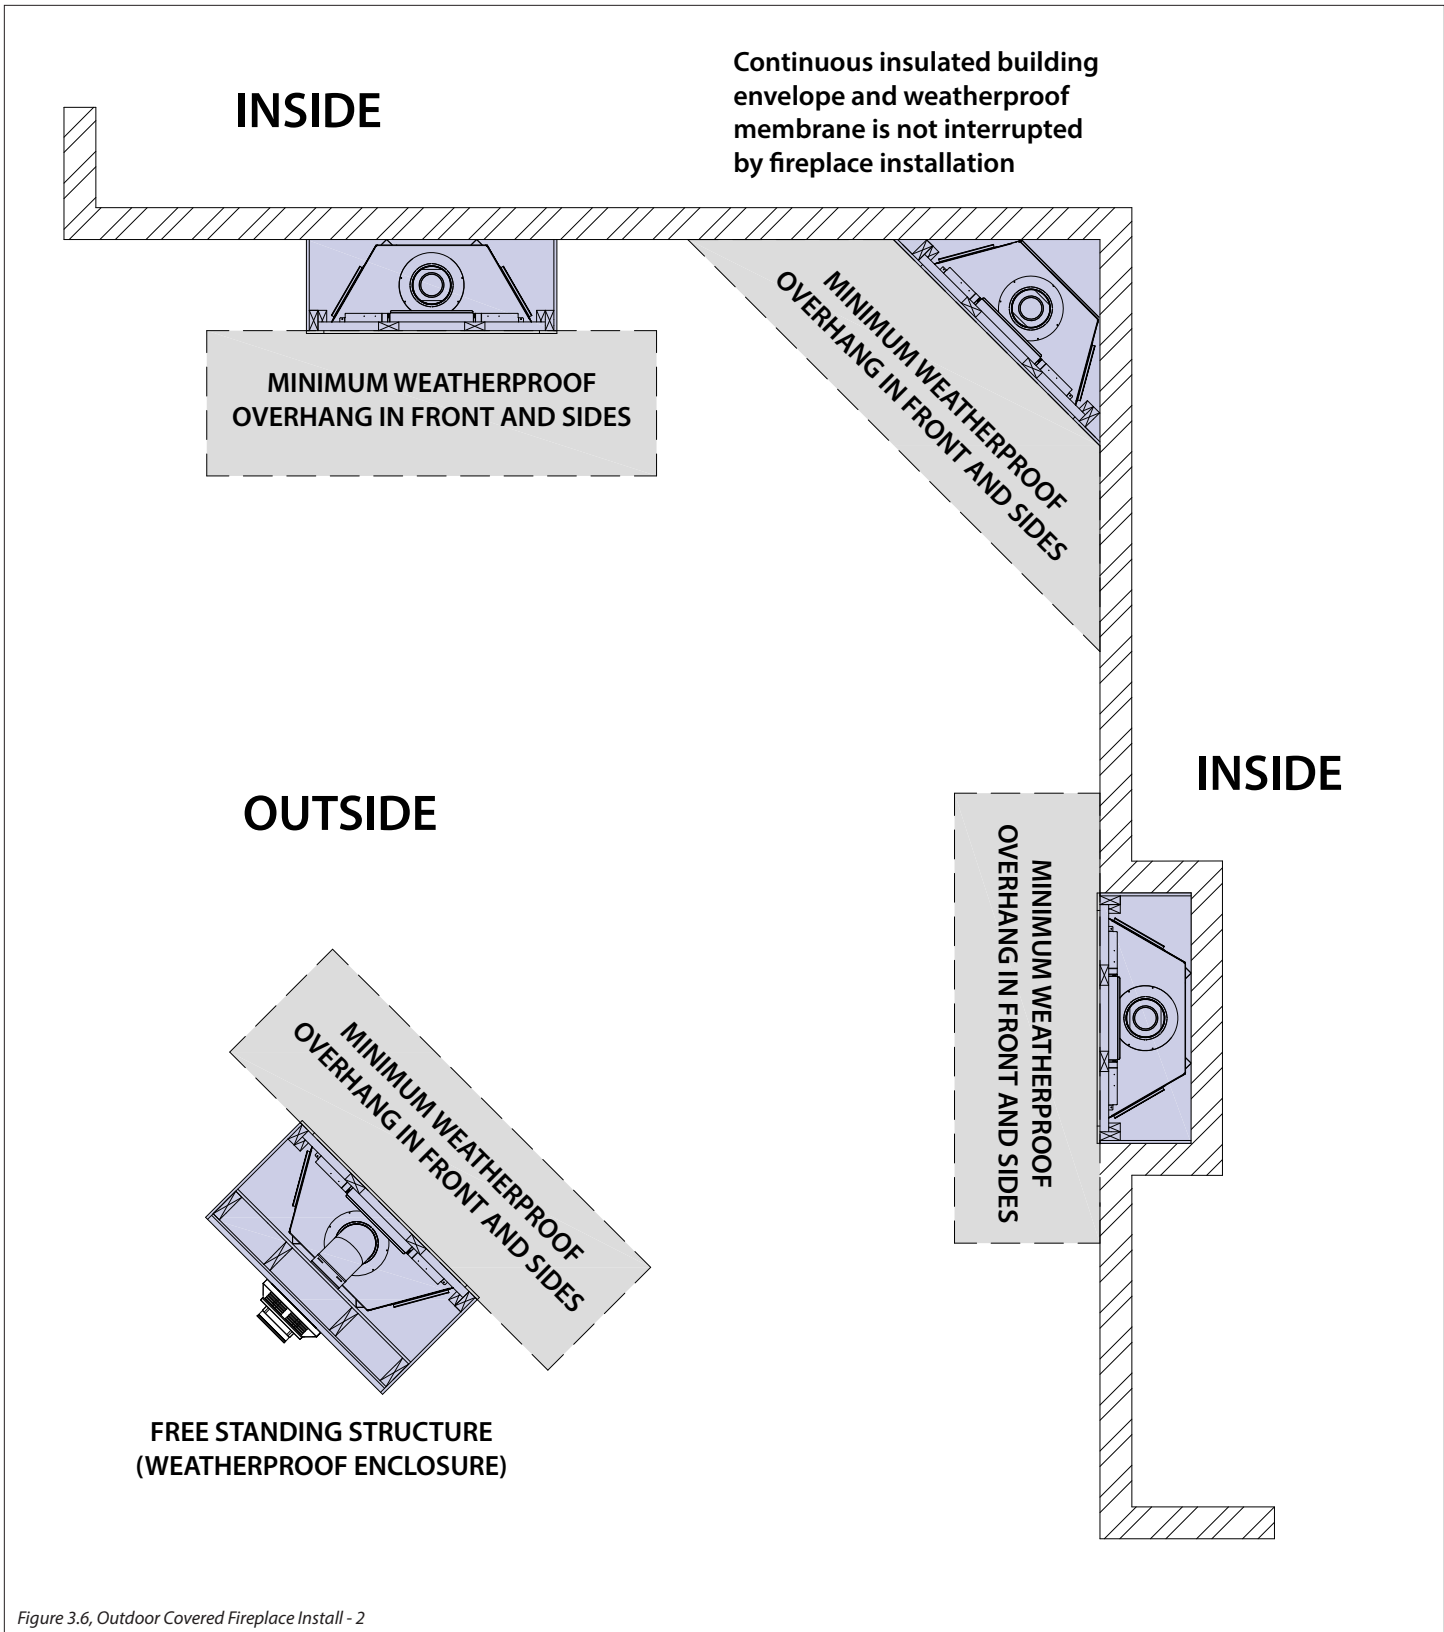 INSIDE
Continuous insulated building
envelope and weatherproof
membrane is not interrupted
by fireplace installation
MINIMUM WEATHERPROOF
OVERHANG IN FRONT AND SIDES
MINIMUM WEATHERPROOF
OVERHANG IN FRONT AND SIDES
INSIDE
OUTSIDE
MINIMUM WEATHERPROOF
OVERHANG IN FRONT AND SIDES
MINIMUM WEATHERPROOF
OVERHANG IN FRONT AND SIDES
FREE STANDING STRUCTURE
(WEATHERPROOF ENCLOSURE)
Figure 3.6, Outdoor Covered Fireplace Install - 2